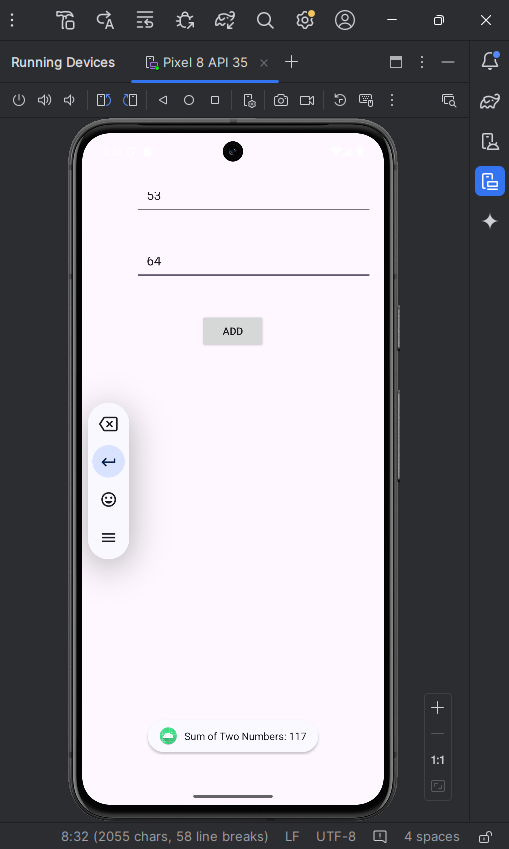 Running Devices
Pixel 8 API 35
53
64
ADD
Sum of Two Numbers: 117
1:1
8:32 (2055 chars, 58 line breaks) LF UTF-8 4 spaces